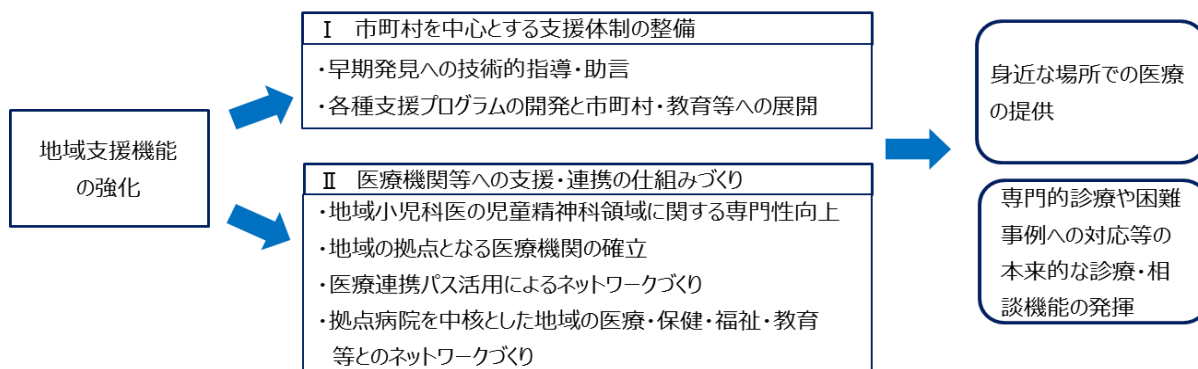 地域支援機能
の強化
Ⅰ 市町村を中心とする支援体制の整備
・早期発見への技術的指導・助言
・各種支援プログラムの開発と市町村・教育等への展開
Ⅱ 医療機関等への支援・連携の仕組みづくり
・地域小児科医の児童精神科領域に関する専門性向上
・地域の拠点となる医療機関の確立
・医療連携パス活用によるネットワークづくり
・拠点病院を中核とした地域の医療・保健・福祉・教育
等とのネットワークづくり
身近な場所での医療
の提供
専門的診療や困難
事例への対応等の
本来的な診療・相
談機能の発揮